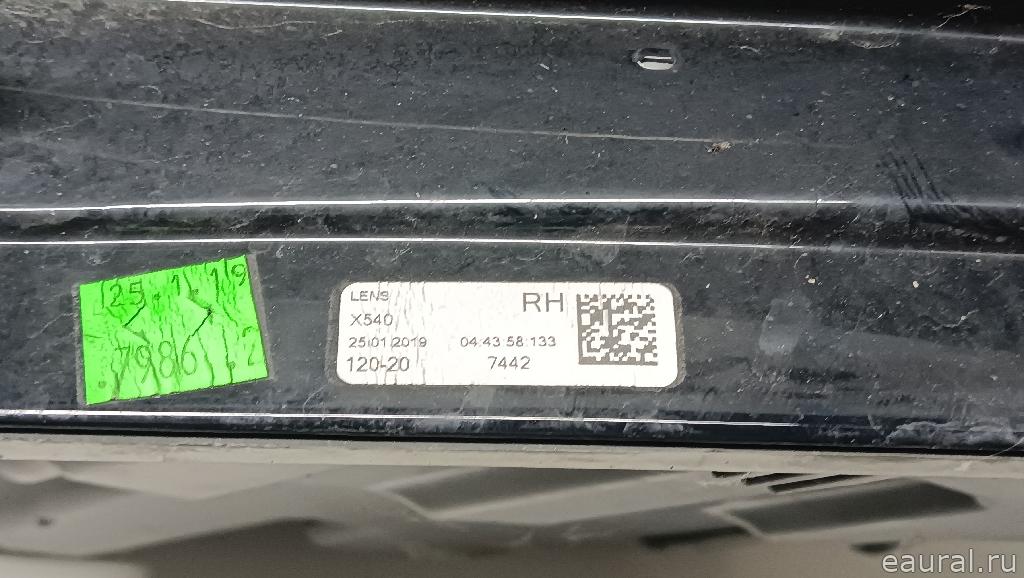 25.1.19
.7986.2
LENS
RH
X540
25.01.2019 04:43:58:133
120-20 7442
eaural.ru